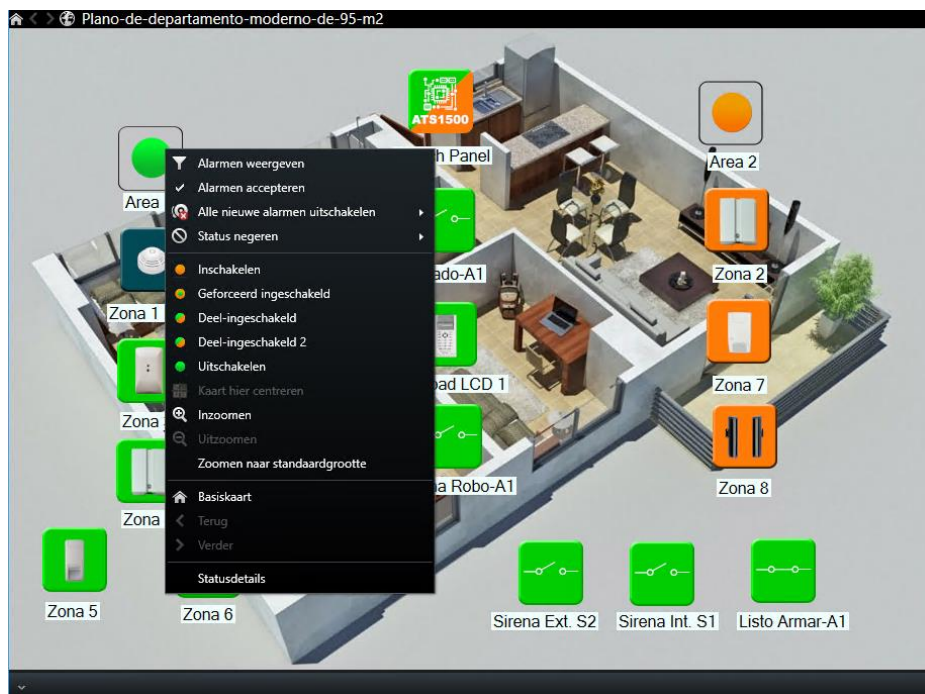 Plano-de-departamento-moderno-de-95-m2
ATS1500
h Panel
Area 2
Area
Alarmen weergeven
Alarmen accepteren
Alle nieuwe alarmen uitschakelen
Status negeren
Inschakelen
Geforceerd ingeschakeld
Deel-ingeschakeld
Deel-ingeschakeld 2
Uitschakelen
Kaart hier centreren
Inzoomen
Uitzoomen
Zoomen naar standaardgrootte
Basiskaart
Terug
Verder
Statusdetails
ado-A1
Zona 2
Zona 1
ad LCD 1
Zona 7
Zona
a Robo-A1
Zona 8
Zona
Zona 5
Zona 6
Sirena Ext. S2
Sirena Int. S1
Listo Armar-A1